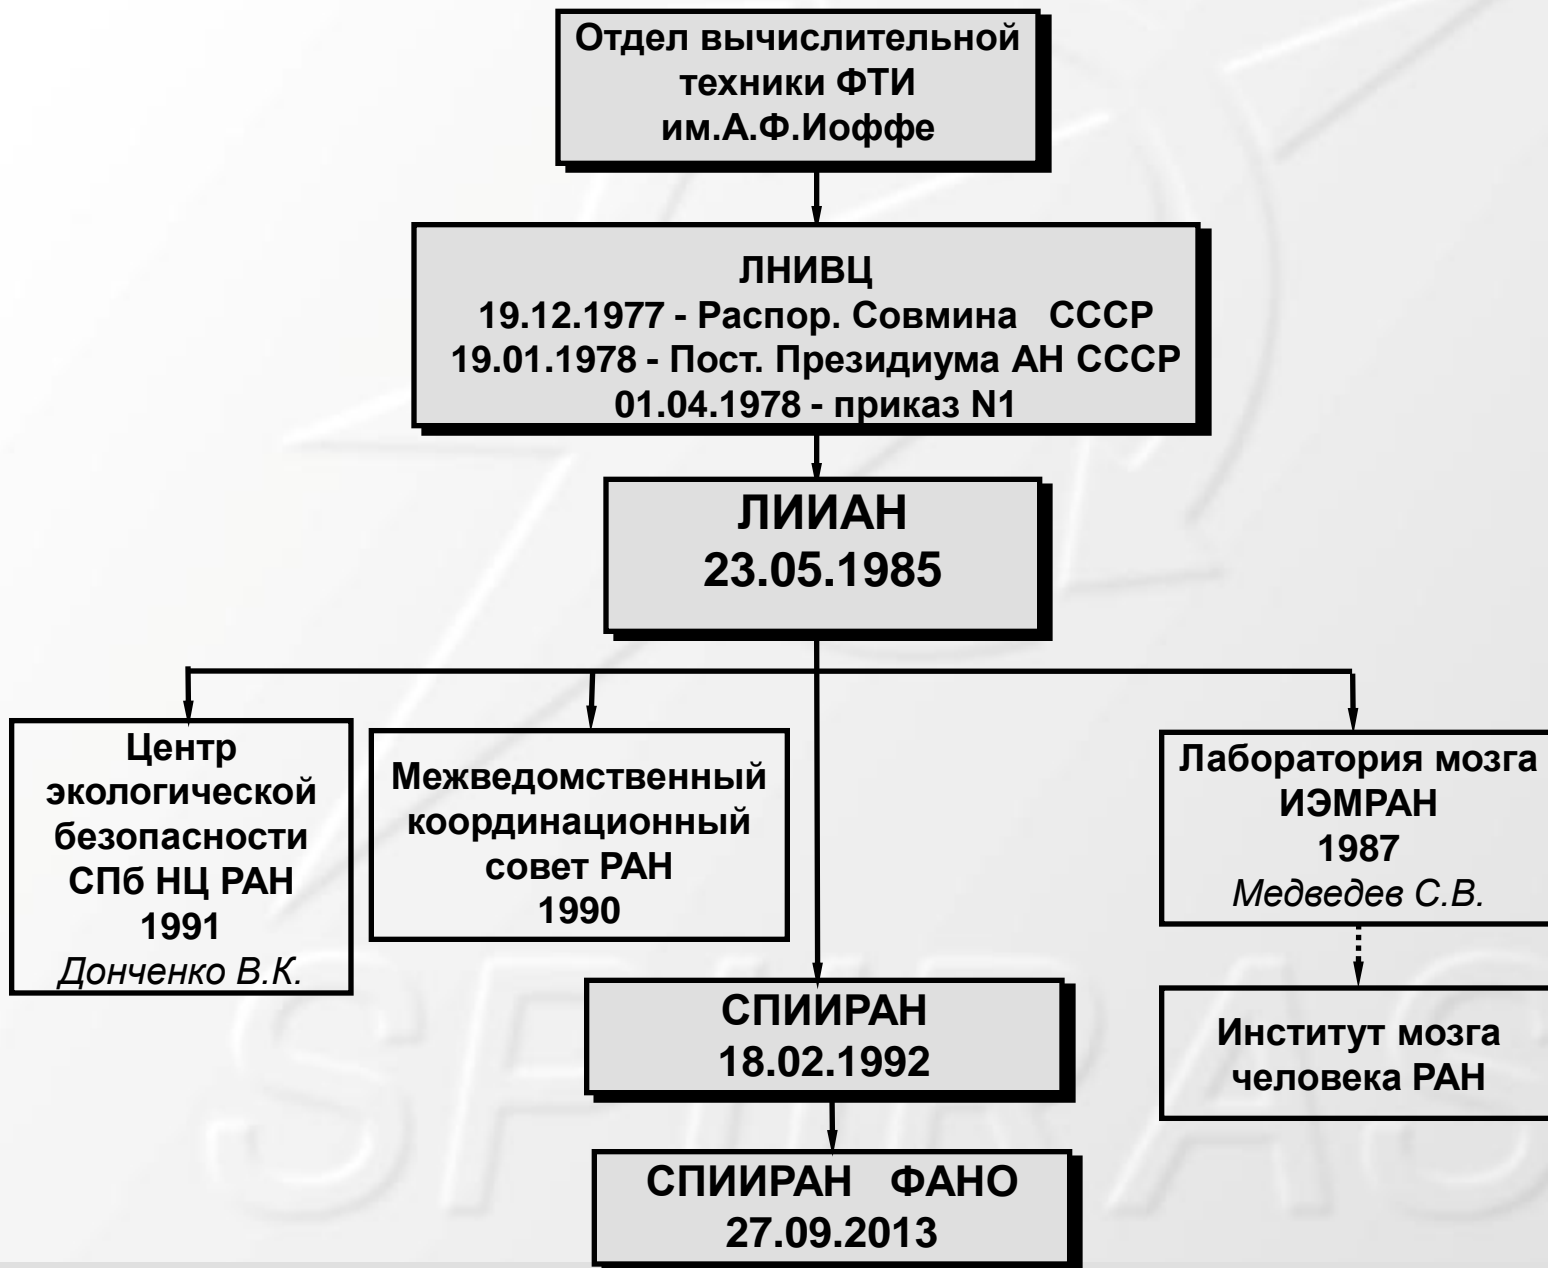 Отдел вычислительной
техники ФТИ
им.А.Ф.Иоффе
ЛНИВЦ
19.12.1977 - Распор. Совмина СССР
19.01.1978 - Пост. Президиума АН СССР
01.04.1978 - приказ N1
ЛИИАН
23.05.1985
Центр
экологической
безопасности
СПб НЦ РАН
1991
Донченко В.К.
Межведомственный
координационный
совет РАН
1990
Лаборатория мозга
ИЭМРАН
1987
Медведев С.В.
СПИИРАН
18.02.1992
Институт мозга
человека РАН
СПИИРАН ФАНО
27.09.2013
SPIIRAS